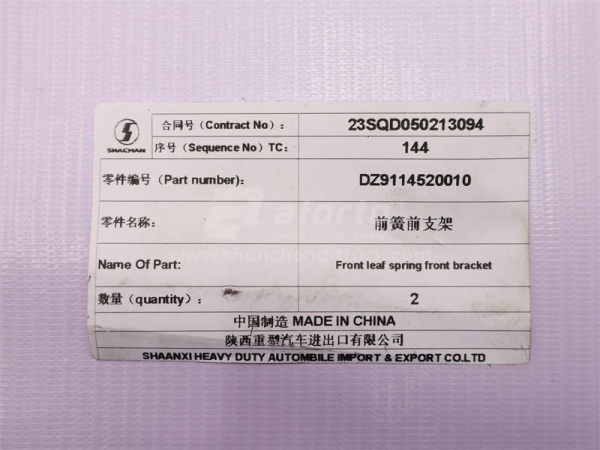 SHACMAN
合同号（Contract No）： 23SQD050213094
序号（Sequence No）TC： 144
零件编号（Part number）： DZ9114520010
零件名称： 前簧前支架
Name Of Part: Front leaf spring front bracket
数量（quantity）： 2
中国制造 MADE IN CHINA
陕西重型汽车进出口有限公司
SHAANXI HEAVY DUTY AUTOMBILE IMPORT & EXPORT CO.LTD